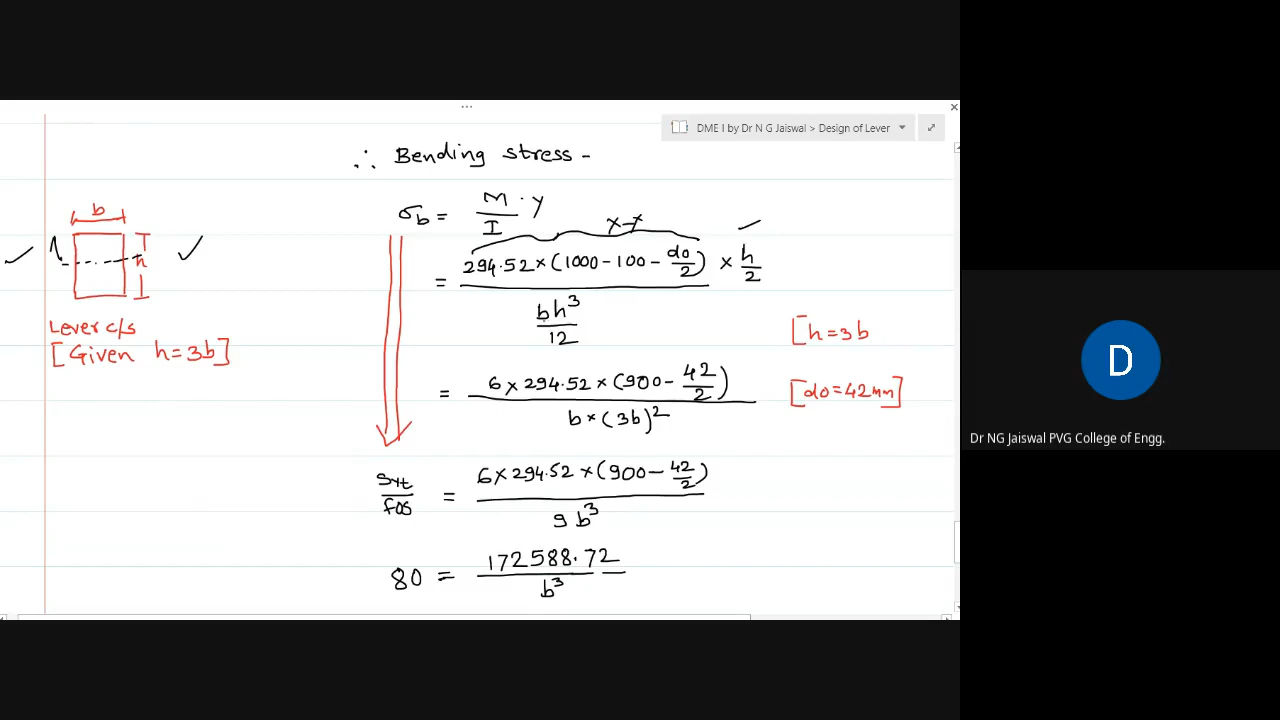 ...
DME I by Dr N G Jaiswal > Design of Lever
∴ Bending stress -
σb = M/I · y
x-x
= 294.52 × (1000 - 100 - do/2) × h/2
bh³/12
b
h
Lever c/s
[Given h = 3b]
[h = 3b
= 6 × 294.52 × (900 - 42/2)
b × (3b)²
[do = 42mm]
Syt/fos = 6 × 294.52 × (900 - 42/2)
9 b³
80 = 172588.72
b³
D
Dr NG Jaiswal PVG College of Engg.